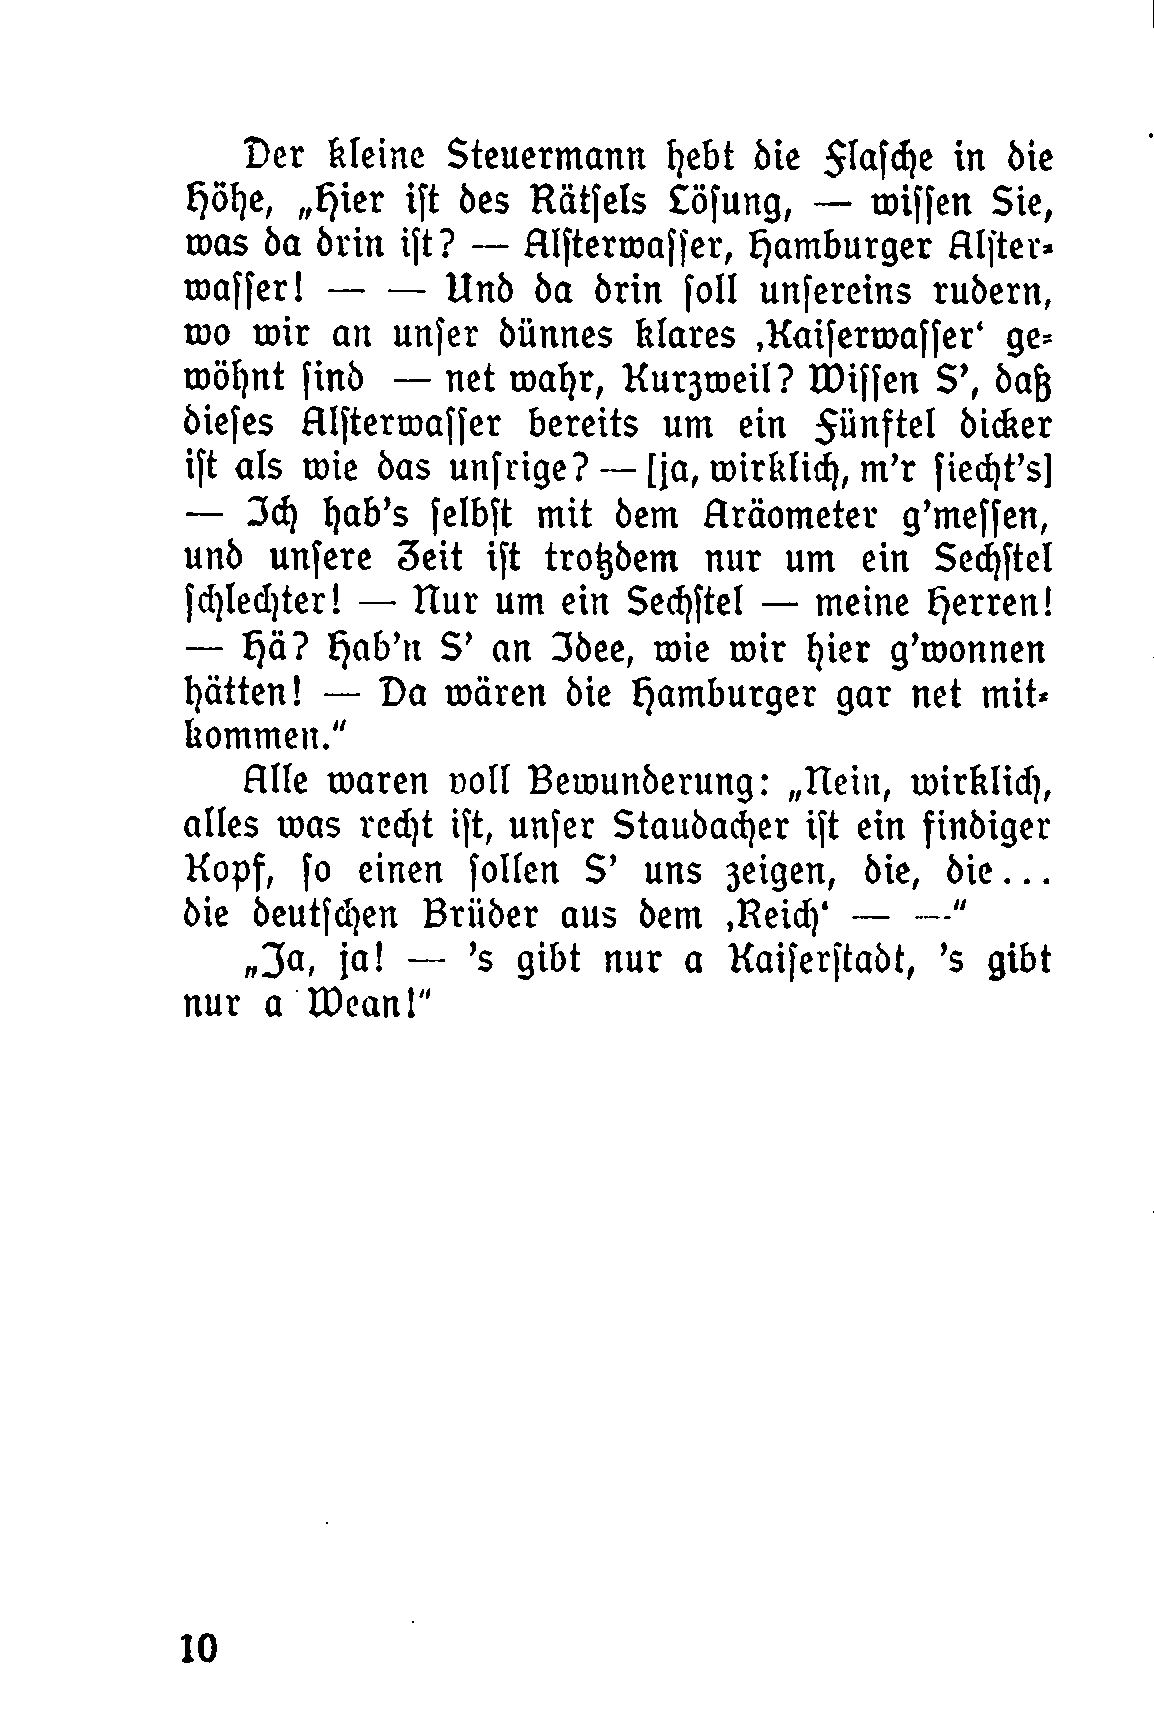 Der kleine Steuermann hebt die Flaſche in die
Höhe, „Hier iſt des Rätſels Löſung, — wiſſen Sie,
was da drin iſt? — Alſterwaſſer, Hamburger Alſter-
waſſer! — — Und da drin ſoll unſereins rudern,
wo wir an unſer dünnes klares ‚Kaiſerwaſſer‘ ge-
wöhnt ſind — net wahr, Kurzweil? Wiſſen S’, daß
dieſes Alſterwaſſer bereits um ein Fünftel dicker
iſt als wie das unſrige? — [ja, wirklich, m’r ſiecht’s]
— Ich hab’s ſelbſt mit dem Aräometer g’meſſen,
und unſere Zeit iſt trotzdem nur um ein Sechſtel
ſchlechter! — Nur um ein Sechſtel — meine Herren!
— Hä? Hab’n S’ an Idee, wie wir hier g’wonnen
hätten! — Da wären die Hamburger gar net mit-
kommen.“
Alle waren voll Bewunderung: „Nein, wirklich,
alles was recht iſt, unſer Staudacher iſt ein findiger
Kopf, ſo einen ſollen S’ uns zeigen, die, die...
die deutſchen Brüder aus dem ‚Reich‘ — —“
„Ja, ja! — ’s gibt nur a Kaiſerſtadt, ’s gibt
nur a Wean!“
10